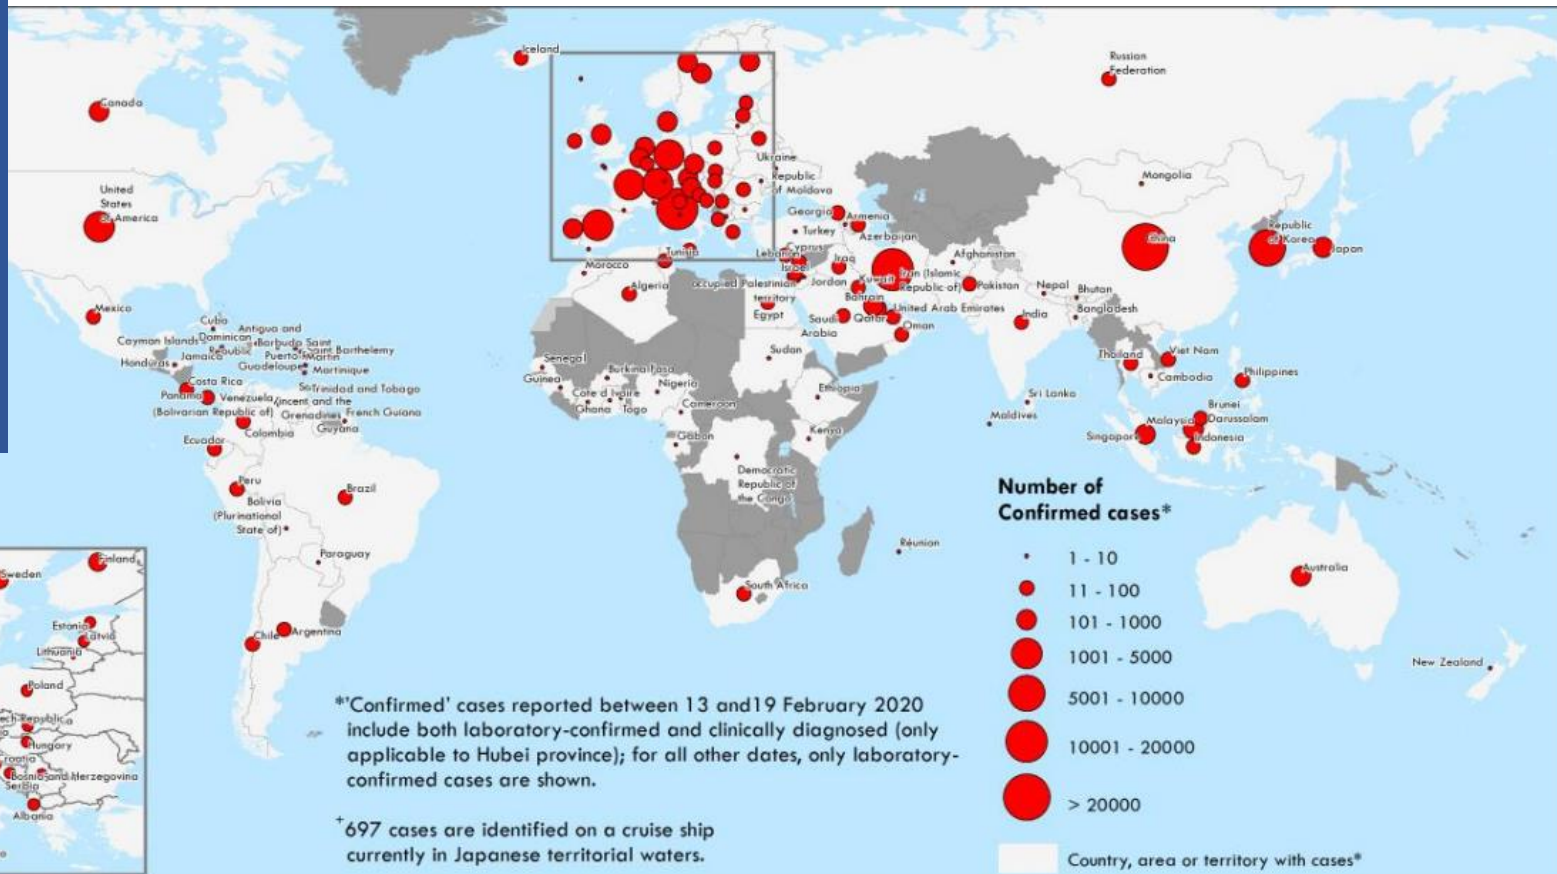 Iceland
Russian
Federation
Canada
Ukraine
Republic
of Moldova
Mongolia
United
States
of America
Georgia
Armenia
Turkey
Azerbaijan
China
Republic
of Korea
Japan
Tunisia
Lebanon
Cyprus
Israel
Iraq
Afghanistan
Morocco
Algeria
occupied Palestinian
territory
Jordan
Kuwait
Iran (Islamic
Republic of)
Pakistan
Nepal
Bhutan
Bangladesh
Mexico
Egypt
Bahrain
Saudi
Arabia
Qatar
United Arab Emirates
Oman
India
Cuba
Cayman Islands
Dominican
Republic
Antigua and
Barbuda
Saint
Honduras
Jamaica
Puerto
Saint Barthelemy
Martin
Guadeloupe
Martinique
Sudan
Thailand
Viet Nam
Senegal
Burkina Faso
Guinea
Nigeria
Ethiopia
Cambodia
Philippines
Costa Rica
Trinidad and Tobago
Panama
Venezuela
(Bolivarian Republic of)
Vincent and the
Grenadines
French Guiana
Cote d Ivoire
Ghana
Togo
Cameroon
Sri Lanka
Maldives
Brunei
Darussalam
Malaysia
Ecuador
Colombia
Guyana
Gabon
Kenya
Singapore
Indonesia
Democratic
Republic of
the Congo
Peru
Brazil
Bolivia
(Plurinational
State of)
Paraguay
Réunion
South Africa
Australia
Chile
Argentina
New Zealand
Sweden
Finland
Estonia
Latvia
Lithuania
Poland
ech Republic
Hungary
roatia
Bosnia and Herzegovina
Serbia
Albania
Number of
Confirmed cases*
1 - 10
11 - 100
101 - 1000
1001 - 5000
5001 - 10000
10001 - 20000
> 20000
Country, area or territory with cases*
*'Confirmed' cases reported between 13 and19 February 2020
include both laboratory-confirmed and clinically diagnosed (only
applicable to Hubei province); for all other dates, only laboratory-
confirmed cases are shown.
+697 cases are identified on a cruise ship
currently in Japanese territorial waters.